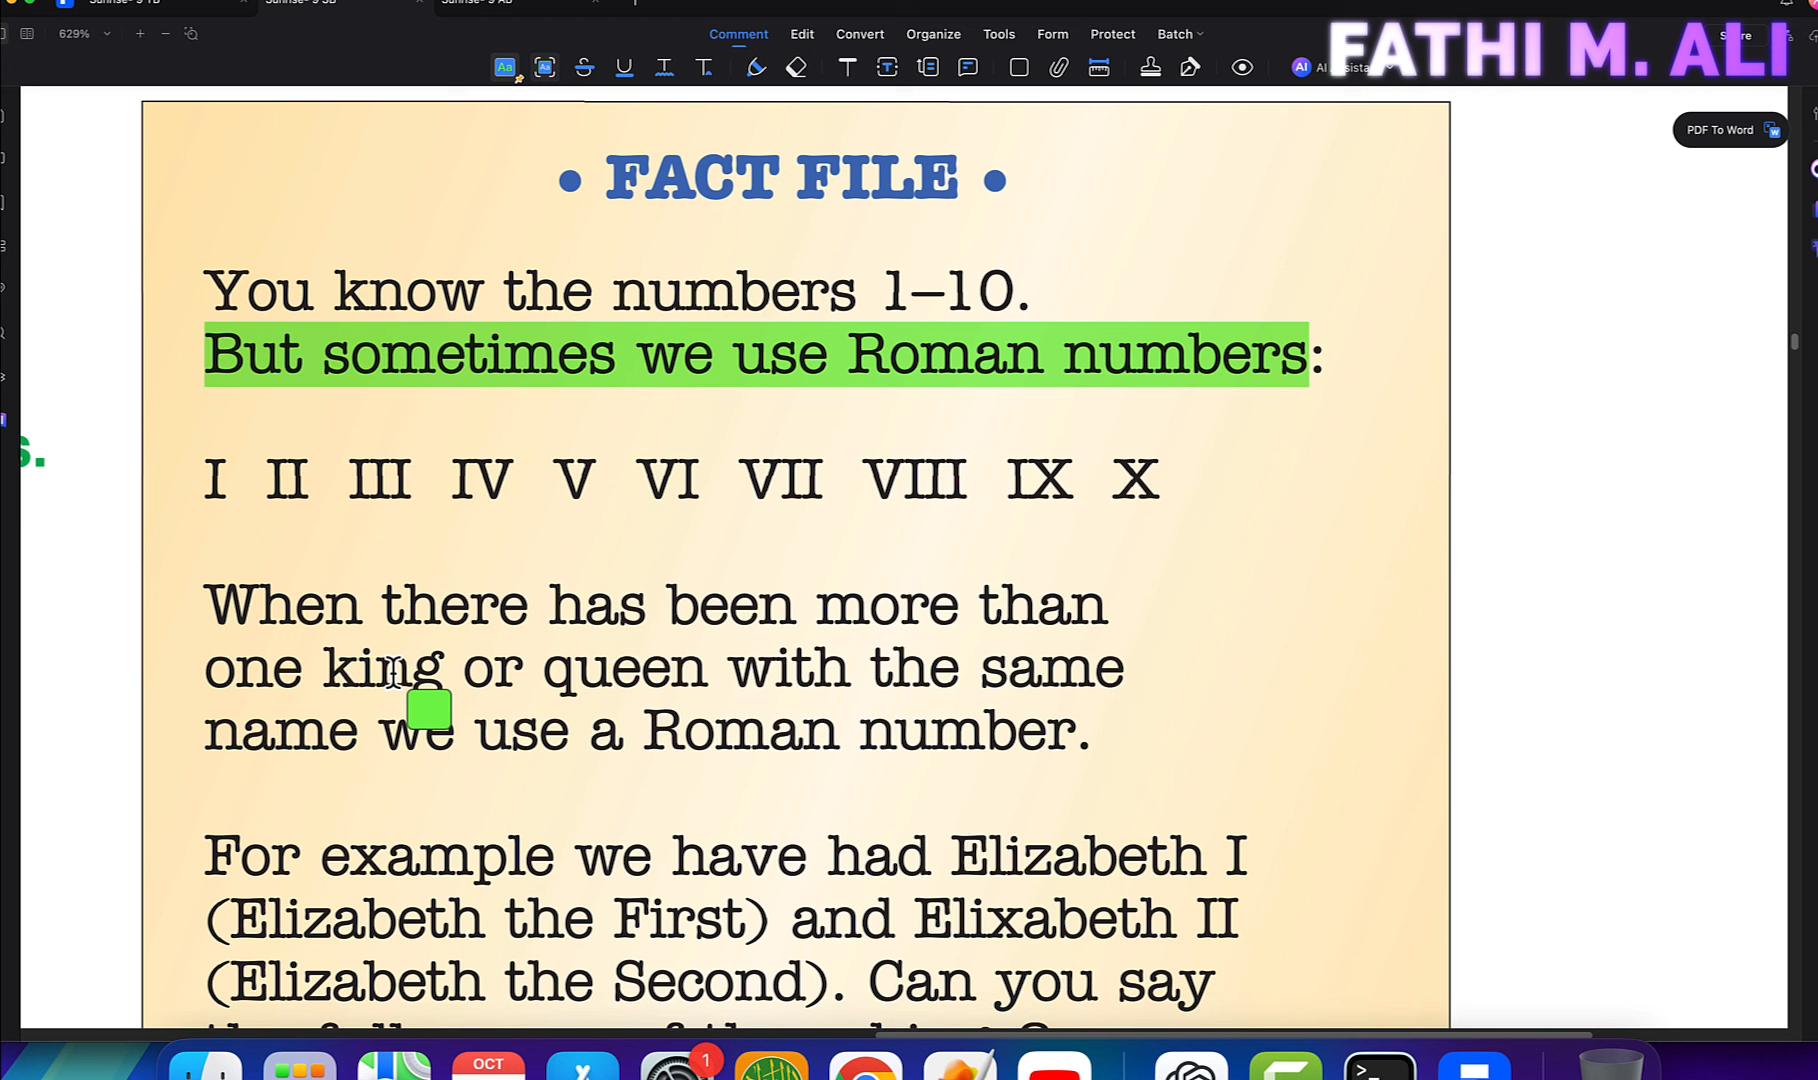 629%
Comment Edit Convert Organize Tools Form Protect Batch
FATHI M. ALI
PDF To Word
• FACT FILE •
You know the numbers 1–10.
But sometimes we use Roman numbers:
s.
I II III IV V VI VII VIII IX X
When there has been more than
one king or queen with the same
name we use a Roman number.
For example we have had Elizabeth I
(Elizabeth the First) and Elixabeth II
(Elizabeth the Second). Can you say
OCT
1